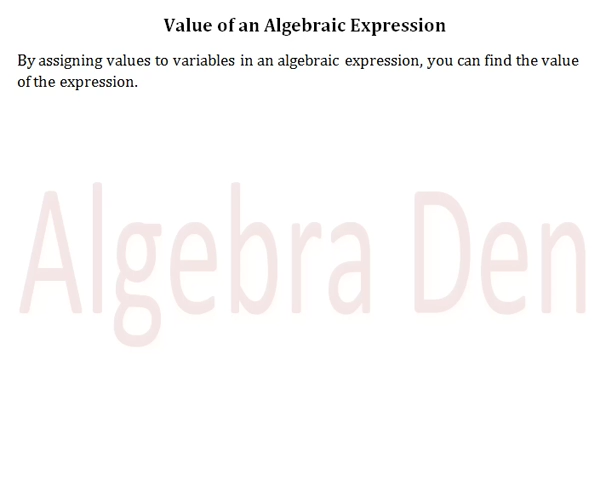 Value of an Algebraic Expression
By assigning values to variables in an algebraic expression, you can find the value
of the expression.
Algebra Den